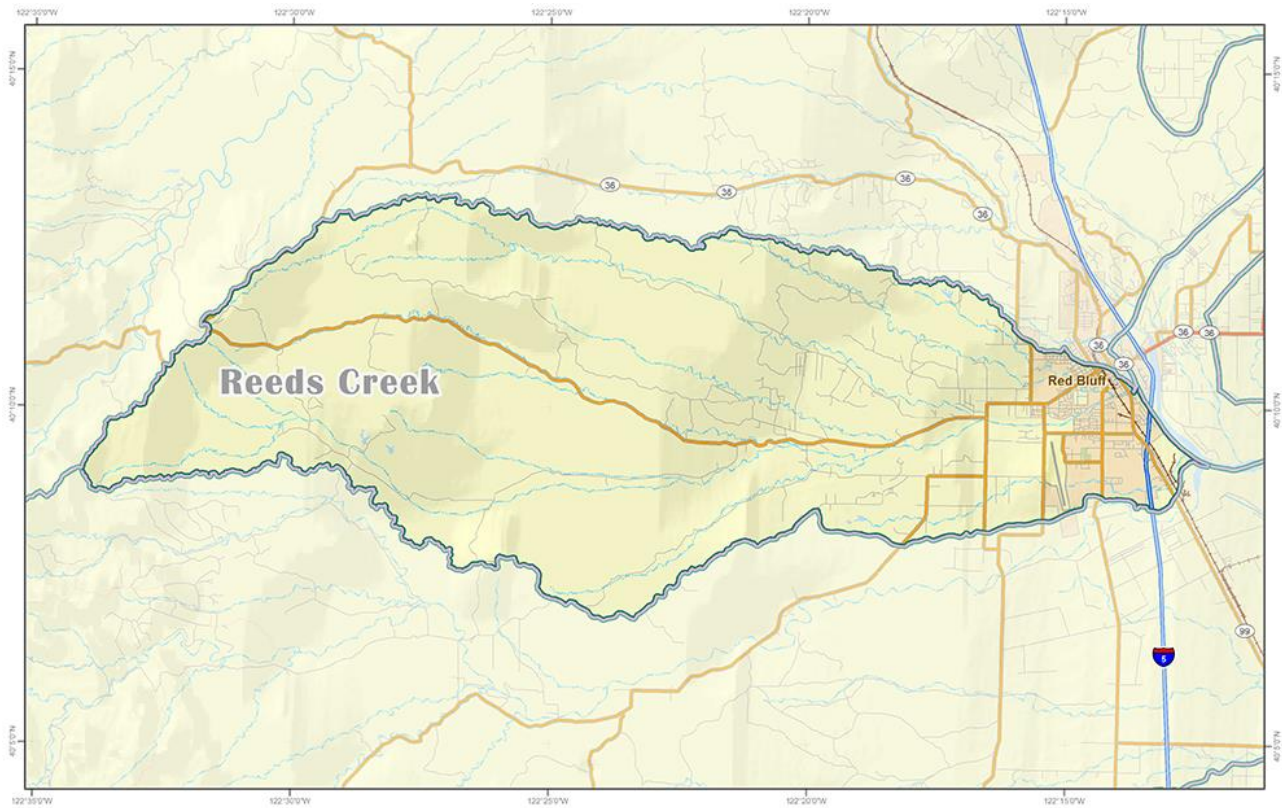 122°35'0"W
122°30'0"W
122°25'0"W
122°20'0"W
122°15'0"W
40°15'0"N
40°15'0"N
36
36
36
36
36
36
36
36
Reeds Creek
Red Bluff
40°10'0"N
40°10'0"N
99
5
40°5'0"N
40°5'0"N
122°35'0"W
122°30'0"W
122°25'0"W
122°20'0"W
122°15'0"W